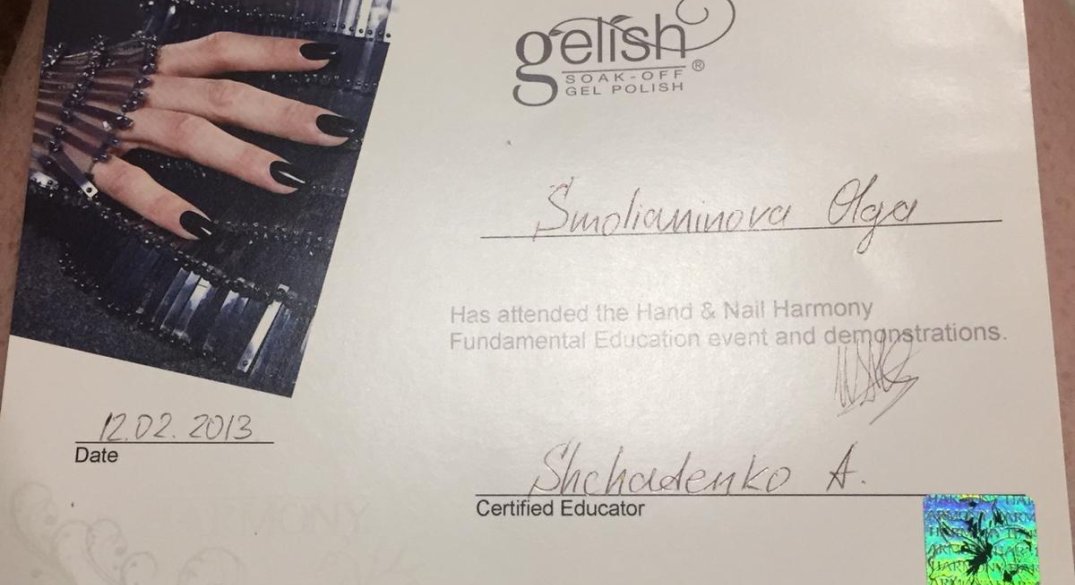 gelish
SOAK-OFF ®
GEL POLISH
Smolianinova Olga
Has attended the Hand & Nail Harmony
Fundamental Education event and demonstrations.
12.02.2013
Date
Shchadenko A.
Certified Educator